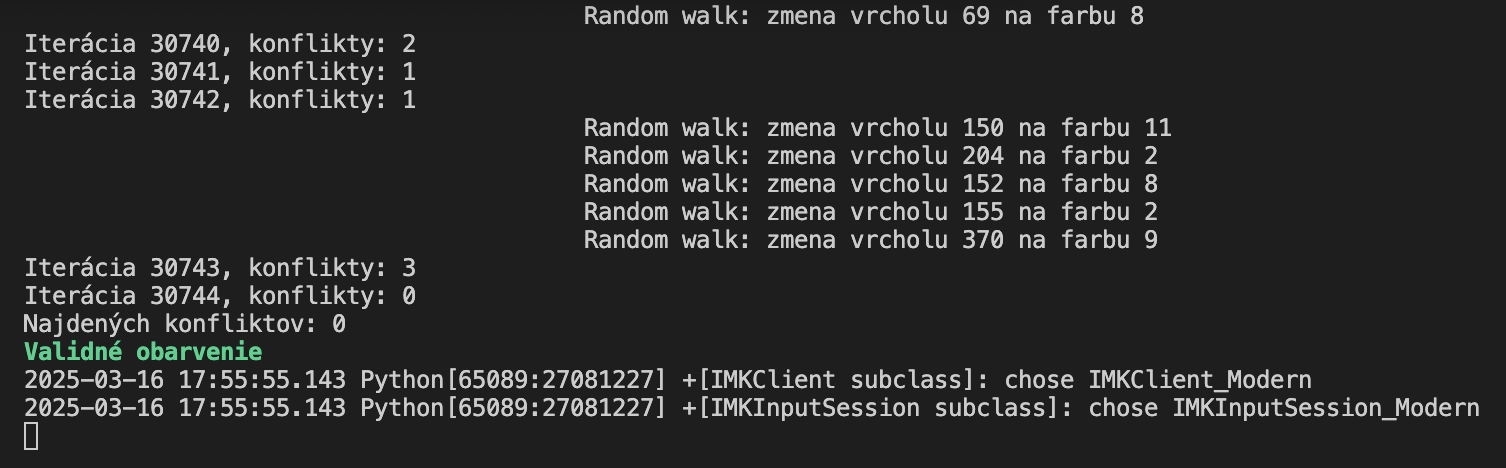 Random walk: zmena vrcholu 69 na farbu 8
Iterácia 30740, konflikty: 2
Iterácia 30741, konflikty: 1
Iterácia 30742, konflikty: 1
Random walk: zmena vrcholu 150 na farbu 11
Random walk: zmena vrcholu 204 na farbu 2
Random walk: zmena vrcholu 152 na farbu 8
Random walk: zmena vrcholu 155 na farbu 2
Random walk: zmena vrcholu 370 na farbu 9
Iterácia 30743, konflikty: 3
Iterácia 30744, konflikty: 0
Najdených konfliktov: 0
Validné obarvenie
2025-03-16 17:55:55.143 Python[65089:27081227] +[IMKClient subclass]: chose IMKClient_Modern
2025-03-16 17:55:55.143 Python[65089:27081227] +[IMKInputSession subclass]: chose IMKInputSession_Modern